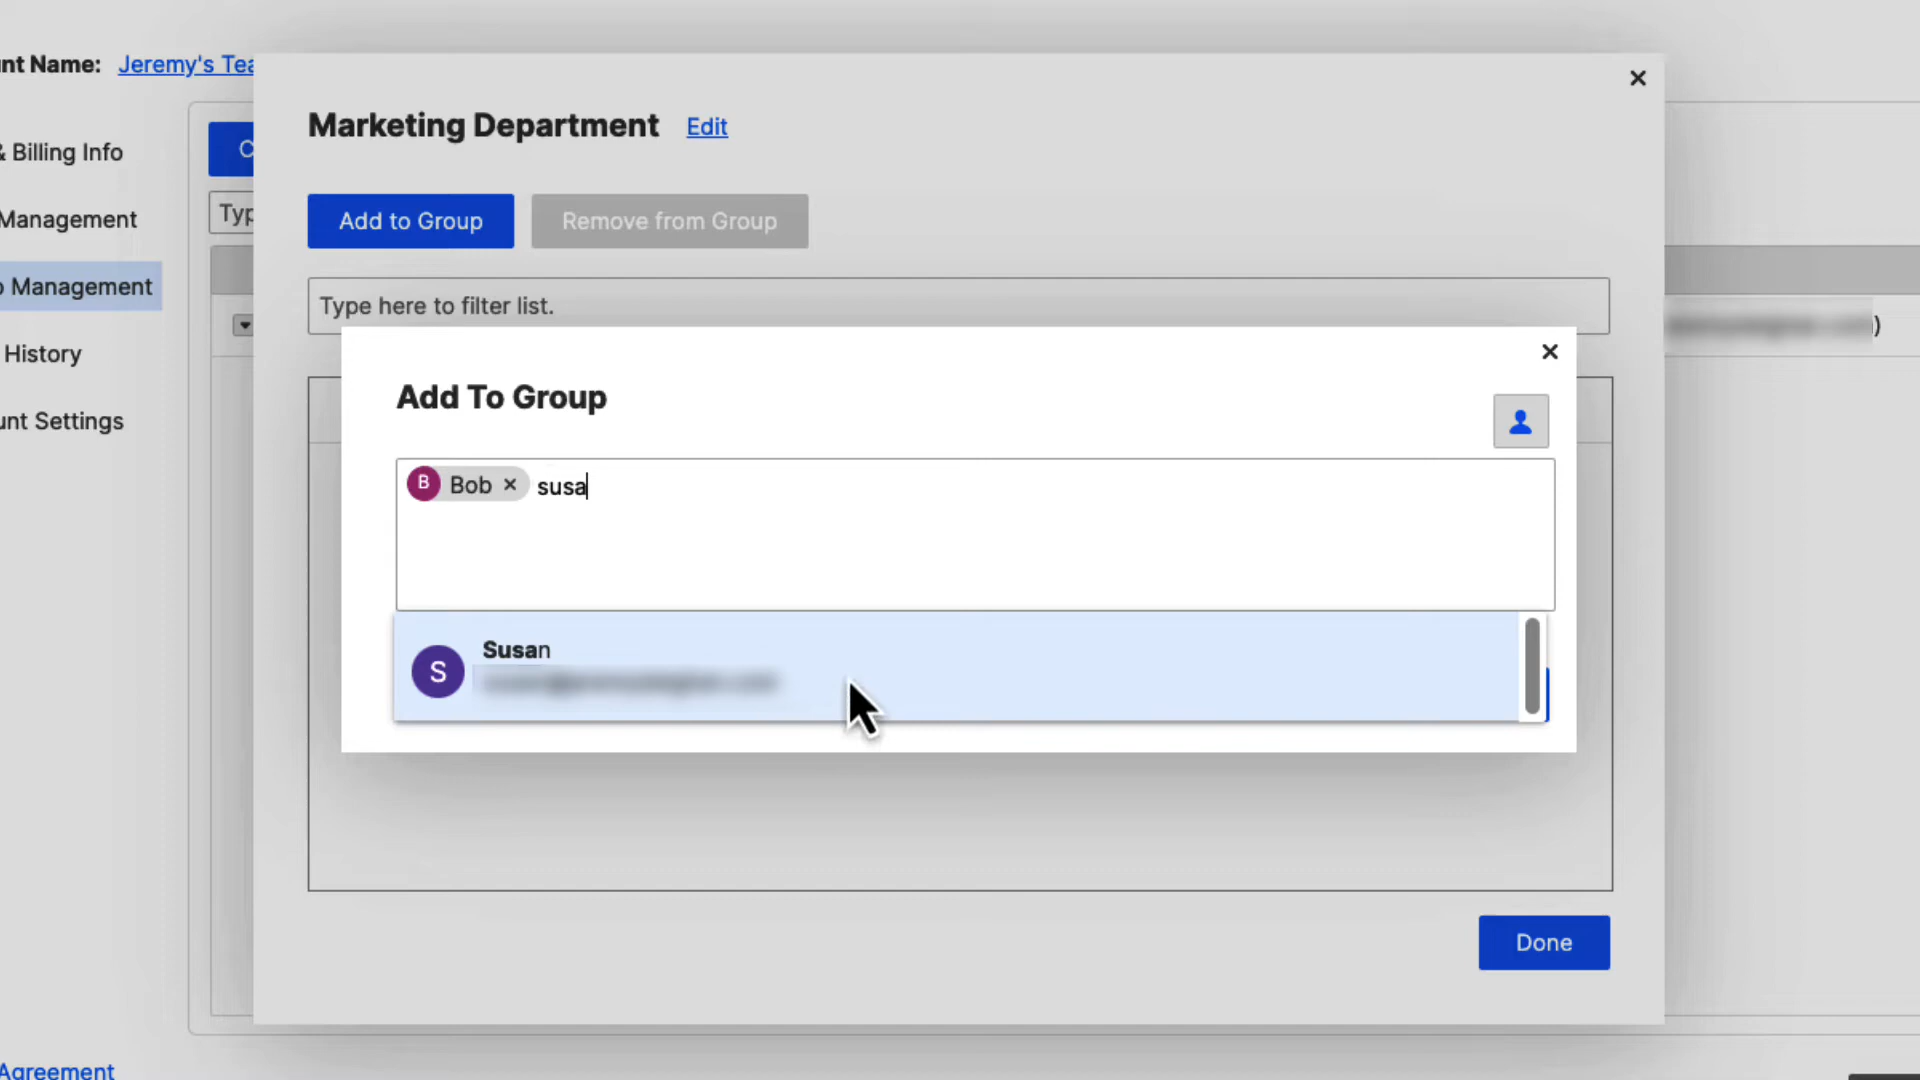 nt Name: Jeremy's Tea
Marketing Department Edit
& Billing Info
C
Management
Typ
Add to Group Remove from Group
Management
Type here to filter list.
)
History
Add To Group
nt Settings
B Bob × susa
S Susan
Done
Agreement